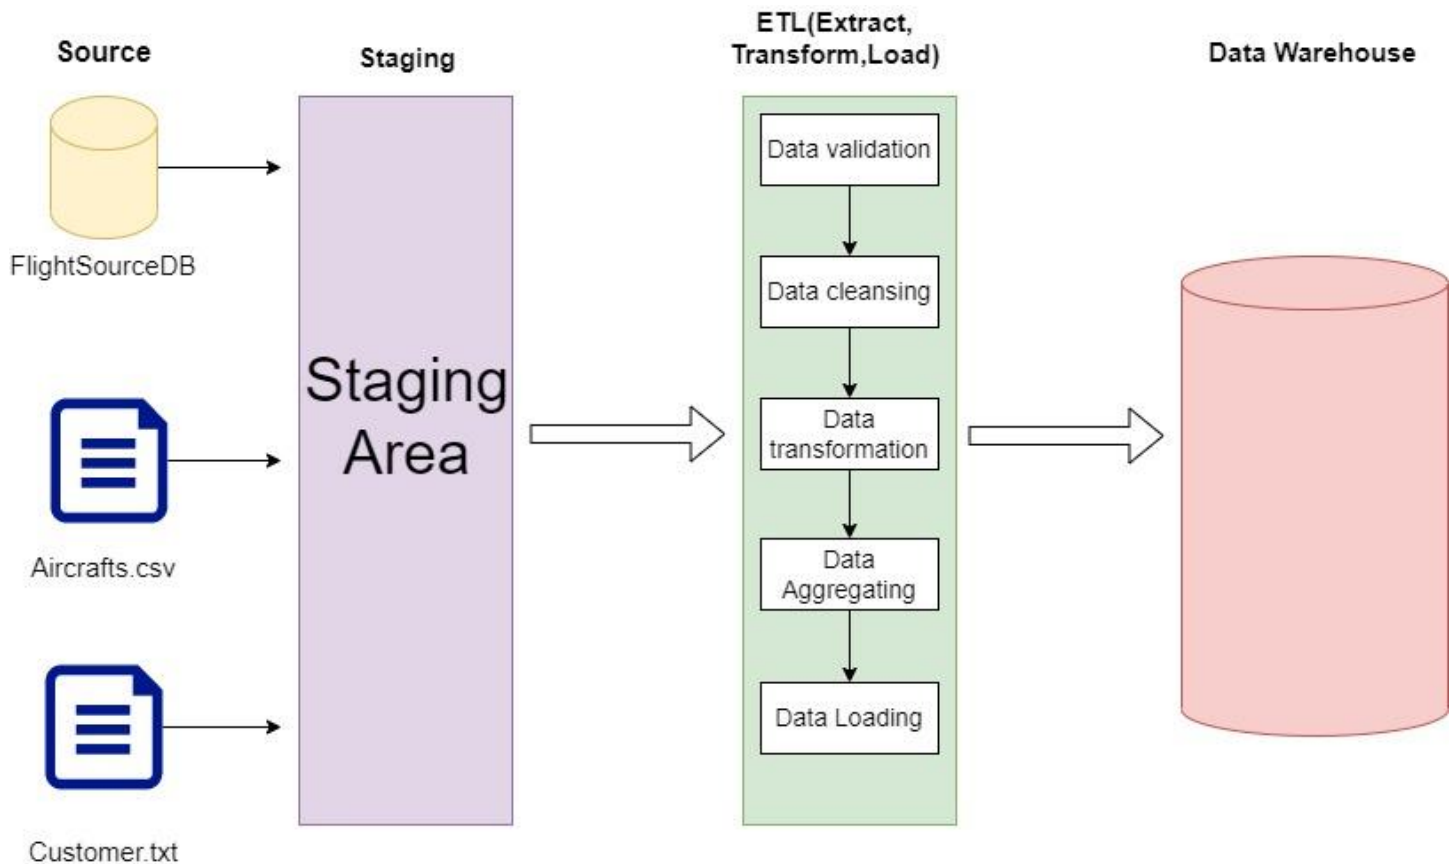 Source
FlightSourceDB
Aircrafts.csv
Customer.txt
Staging
Staging
Area
ETL(Extract,
Transform,Load)
Data validation
Data cleansing
Data
transformation
Data
Aggregating
Data Loading
Data Warehouse